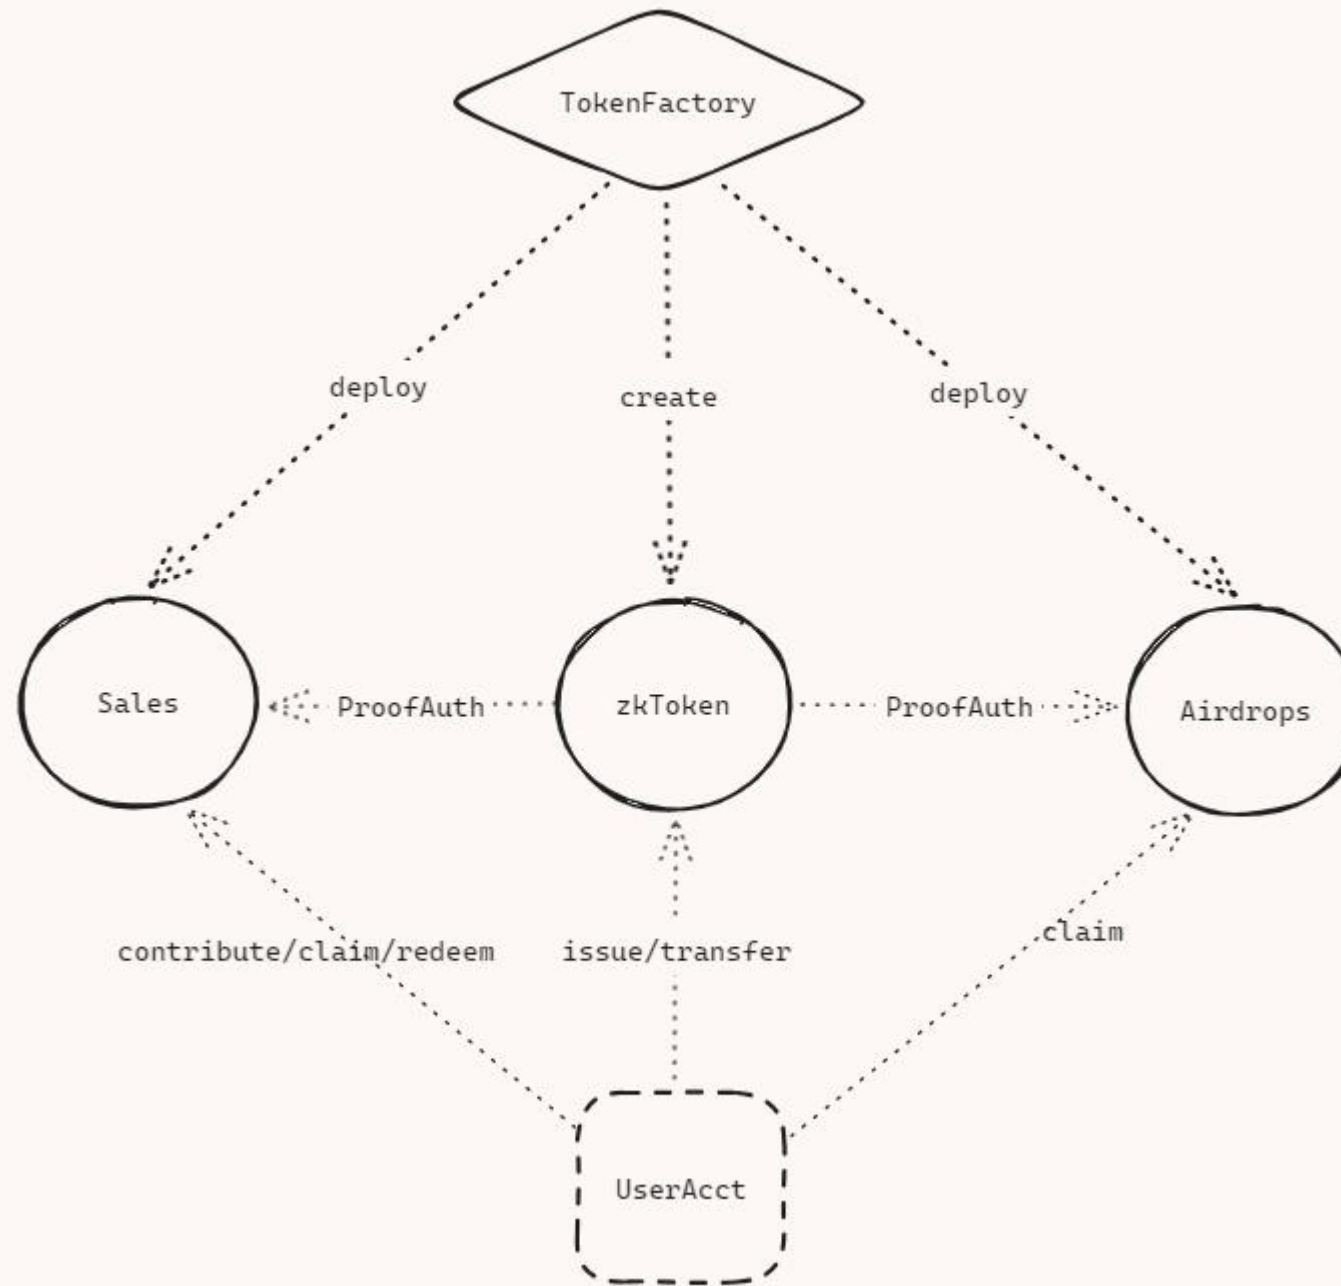 TokenFactory
deploy
create
deploy
Sales
ProofAuth
zkToken
ProofAuth
Airdrops
contribute/claim/redeem
issue/transfer
claim
UserAcct